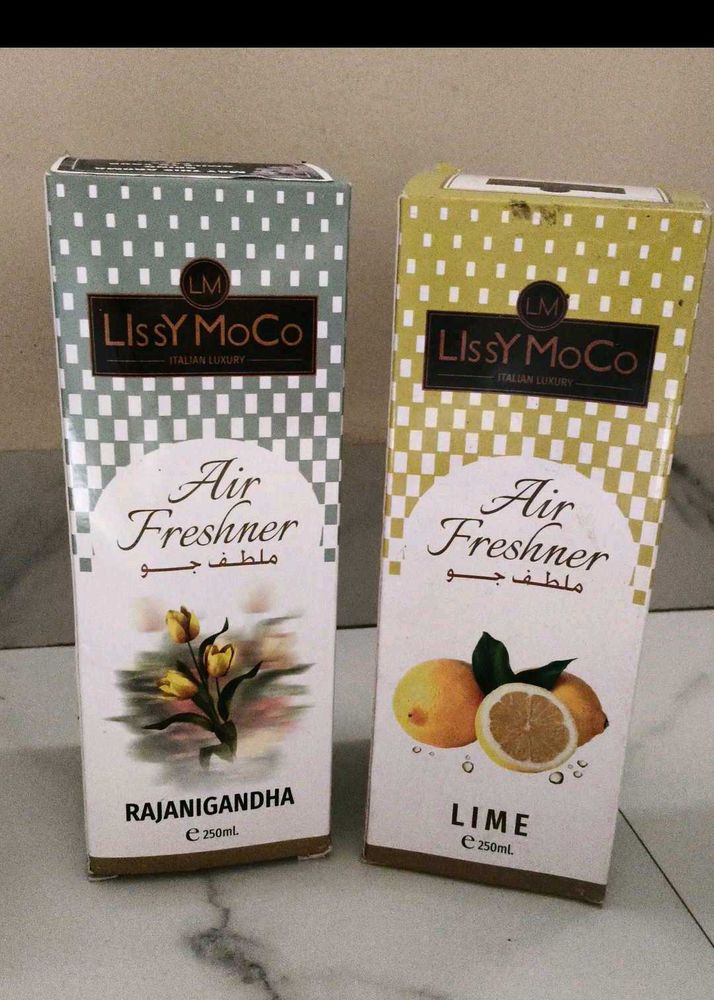 LM
LIssY MoCo
ITALIAN LUXURY
Air
Freshner
ملطف جو
RAJANIGANDHA
e 250ml.
LM
LIssY MoCo
ITALIAN LUXURY
Air
Freshner
ملطف جو
LIME
e 250ml.